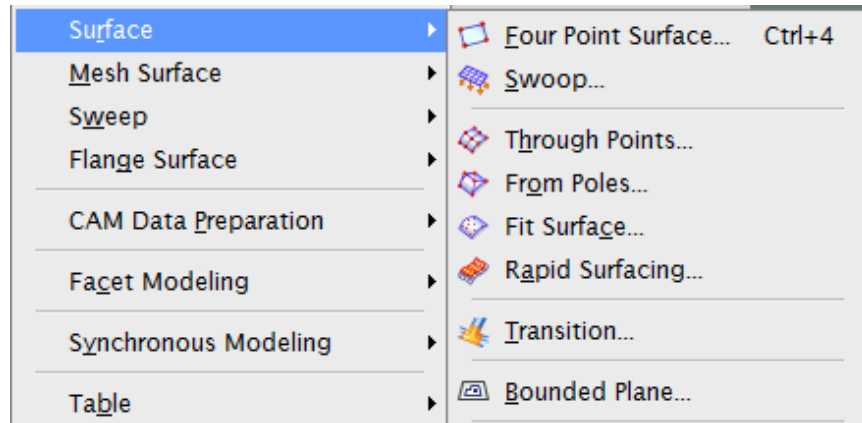 Surface
Mesh Surface
Sweep
Flange Surface
CAM Data Preparation
Facet Modeling
Synchronous Modeling
Table
Four Point Surface... Ctrl+4
Swoop...
Through Points...
From Poles...
Fit Surface...
Rapid Surfacing...
Transition...
Bounded Plane...